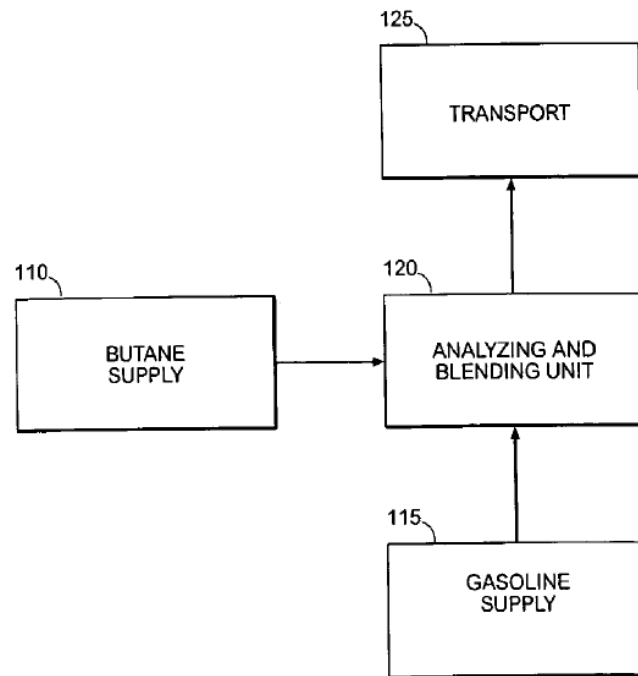 125
TRANSPORT
110
BUTANE
SUPPLY
120
ANALYZING AND
BLENDING UNIT
115
GASOLINE
SUPPLY